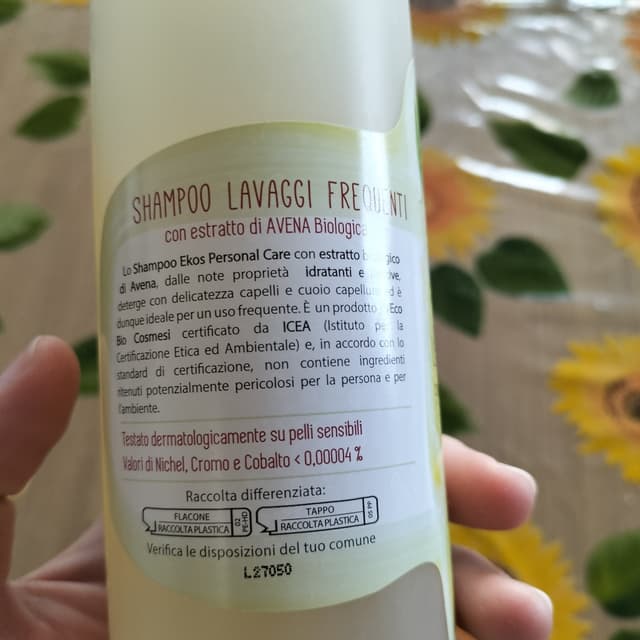 SHAMPOO LAVAGGI FREQUENTI
con estratto di AVENA Biologica
Lo Shampoo Ekos Personal Care con estratto biologico
di Avena, dalle note proprietà idratanti e
deterge con delicatezza capelli e cuoio capelluto ed è
dunque ideale per un uso frequente. È un prodotto Eco
Bio Cosmesi certificato da ICEA (Istituto per la
Certificazione Etica ed Ambientale) e, in accordo con lo
standard di certificazione, non contiene ingredienti
ritenuti potenzialmente pericolosi per la persona e per
l'ambiente.
Testato dermatologicamente su pelli sensibili
Valori di Nichel, Cromo e Cobalto < 0,00004 %
Raccolta differenziata:
FLACONE
RACCOLTA PLASTICA
02
PE-HD
TAPPO
RACCOLTA PLASTICA
Verifica le disposizioni del tuo comune
L27050